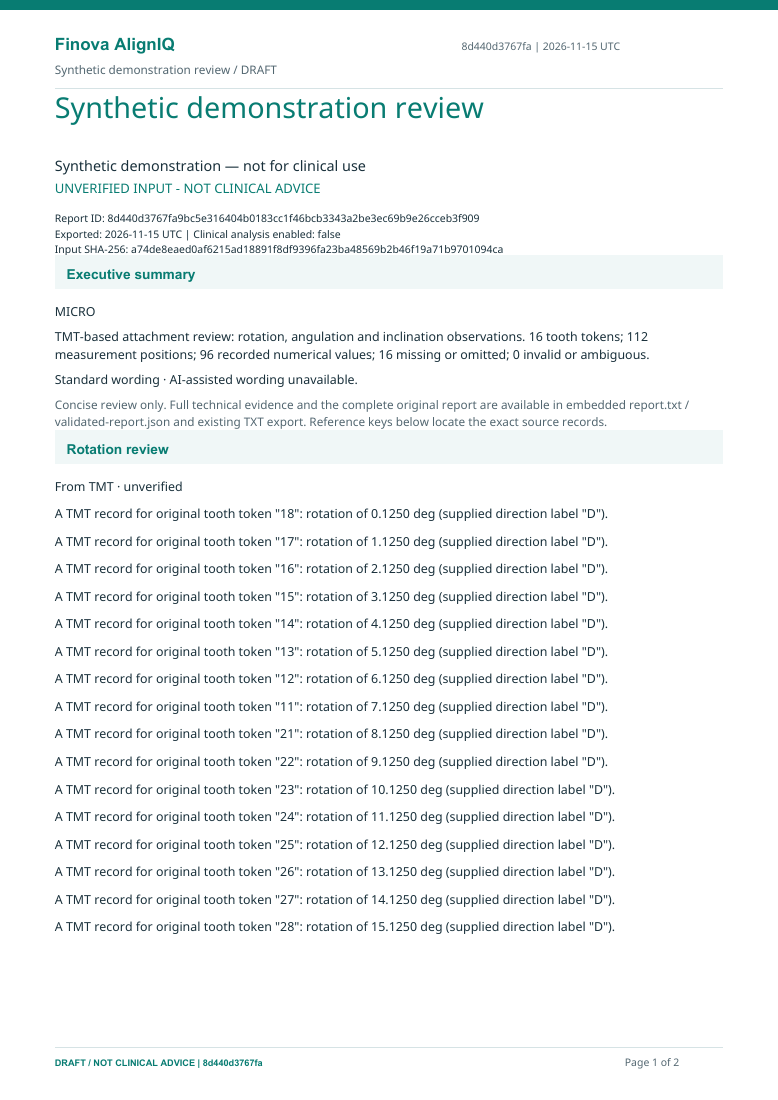 Finova AlignIQ
8d440d3767fa | 2026-11-15 UTC
Synthetic demonstration review / DRAFT
Synthetic demonstration review
Synthetic demonstration — not for clinical use
UNVERIFIED INPUT - NOT CLINICAL ADVICE
Report ID: 8d440d3767fa9bc5e316404b0183cc1f46bcb3343a2be3ec69b9e26cceb3f909
Exported: 2026-11-15 UTC | Clinical analysis enabled: false
Input SHA-256: a74de8eaed0af6215ad18891f8df9396fa23ba48569b2b46f19a71b9701094ca
Executive summary
MICRO
TMT-based attachment review: rotation, angulation and inclination observations. 16 tooth tokens; 112
measurement positions; 96 recorded numerical values; 16 missing or omitted; 0 invalid or ambiguous.
Standard wording · AI-assisted wording unavailable.
Concise review only. Full technical evidence and the complete original report are available in embedded report.txt /
validated-report.json and existing TXT export. Reference keys below locate the exact source records.
Rotation review
From TMT · unverified
A TMT record for original tooth token "18": rotation of 0.1250 deg (supplied direction label "D").
A TMT record for original tooth token "17": rotation of 1.1250 deg (supplied direction label "D").
A TMT record for original tooth token "16": rotation of 2.1250 deg (supplied direction label "D").
A TMT record for original tooth token "15": rotation of 3.1250 deg (supplied direction label "D").
A TMT record for original tooth token "14": rotation of 4.1250 deg (supplied direction label "D").
A TMT record for original tooth token "13": rotation of 5.1250 deg (supplied direction label "D").
A TMT record for original tooth token "12": rotation of 6.1250 deg (supplied direction label "D").
A TMT record for original tooth token "11": rotation of 7.1250 deg (supplied direction label "D").
A TMT record for original tooth token "21": rotation of 8.1250 deg (supplied direction label "D").
A TMT record for original tooth token "22": rotation of 9.1250 deg (supplied direction label "D").
A TMT record for original tooth token "23": rotation of 10.1250 deg (supplied direction label "D").
A TMT record for original tooth token "24": rotation of 11.1250 deg (supplied direction label "D").
A TMT record for original tooth token "25": rotation of 12.1250 deg (supplied direction label "D").
A TMT record for original tooth token "26": rotation of 13.1250 deg (supplied direction label "D").
A TMT record for original tooth token "27": rotation of 14.1250 deg (supplied direction label "D").
A TMT record for original tooth token "28": rotation of 15.1250 deg (supplied direction label "D").
DRAFT / NOT CLINICAL ADVICE | 8d440d3767fa
Page 1 of 2